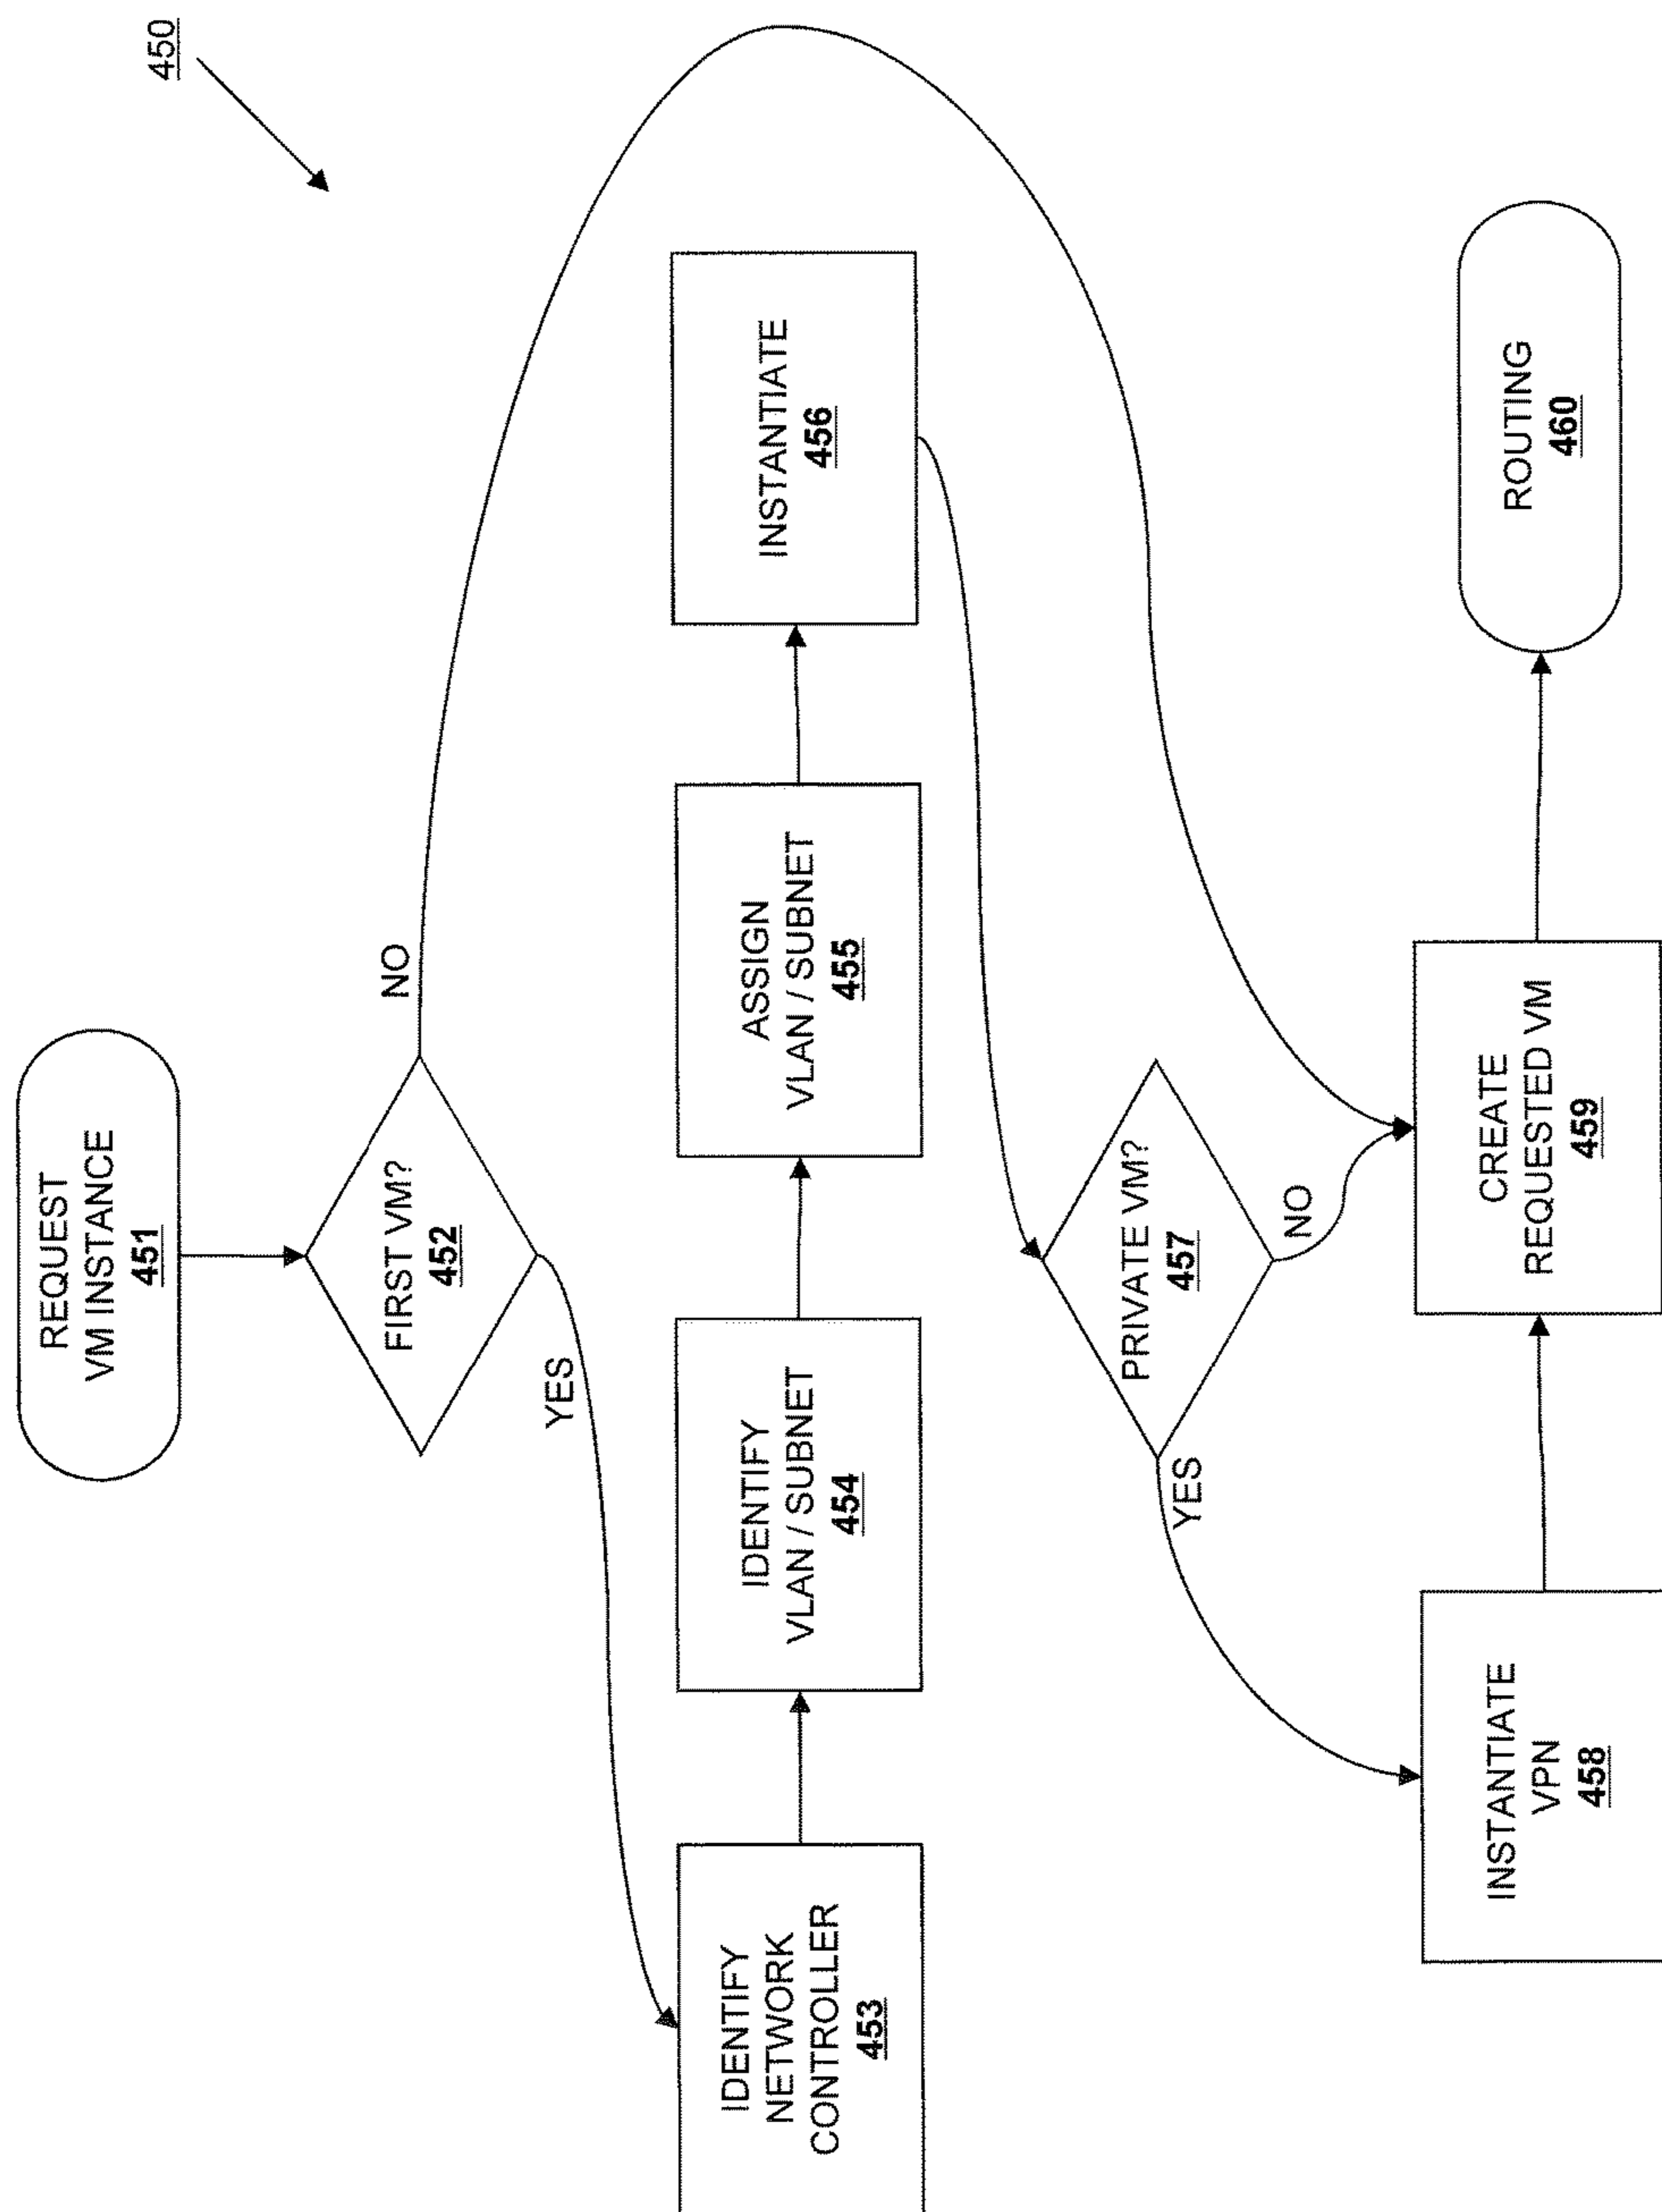 450
REQUEST
VM INSTANCE
451
FIRST VM?
452
NO
YES
IDENTIFY
NETWORK
CONTROLLER
453
IDENTIFY
VLAN / SUBNET
454
ASSIGN
VLAN / SUBNET
455
INSTANTIATE
456
PRIVATE VM?
457
YES
NO
INSTANTIATE
VPN
458
CREATE
REQUESTED VM
459
ROUTING
460